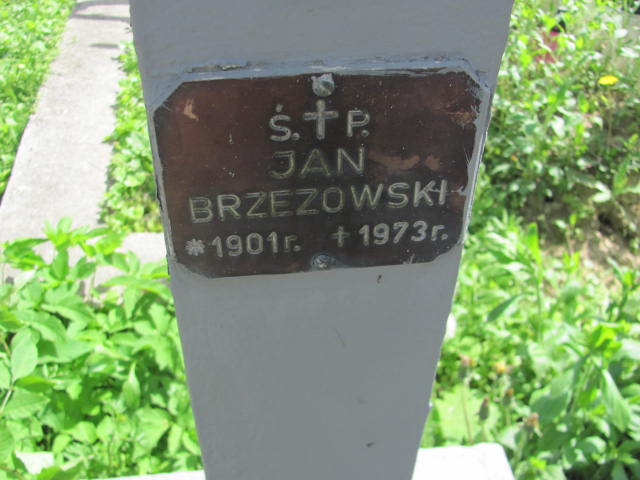 Ś.✝P.
JAN
BRZEZOWSKI
*1901r. +1973r.